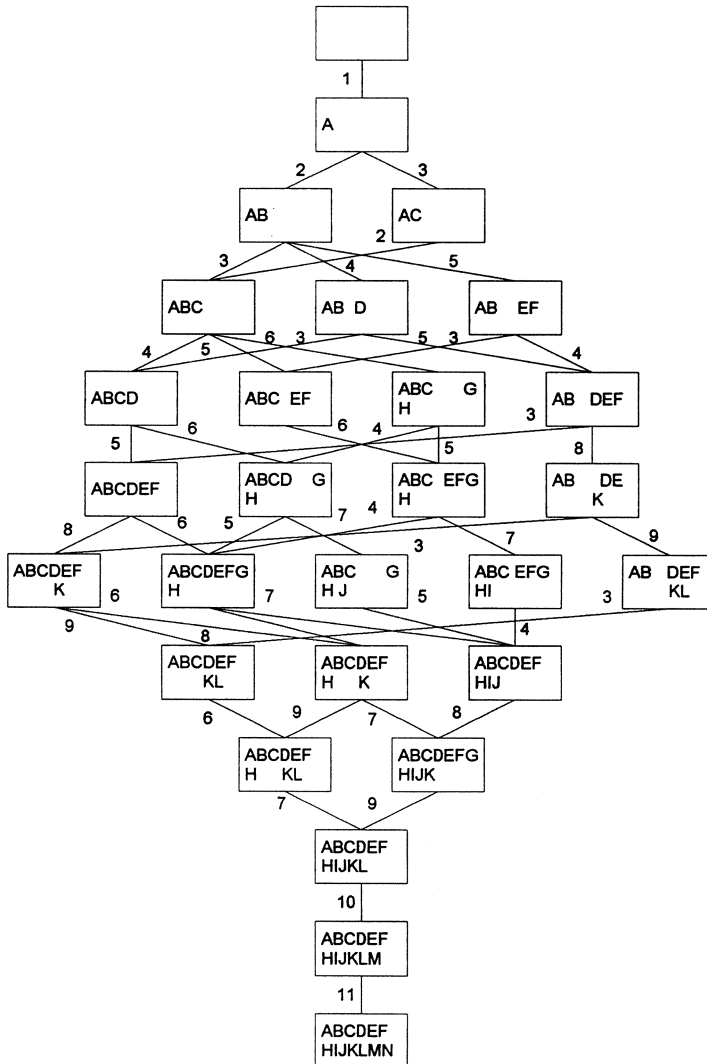 1
A
2 3
AB AC
2
3 4 5
ABC AB D AB EF
4 5 6 3 5 3 4
ABCD ABC EF ABC G AB DEF
H
5 6 6 4 5 3 8
ABCDEF ABCD G ABC EFG AB DE
H H K
8 6 5 7 4 3 7 9
ABCDEF ABCDEFG ABC G ABC EFG AB DEF
K H H J HI KL
9 6 8 7 5 4 3
ABCDEF ABCDEF ABCDEF
KL H K HIJ
6 9 7 8
ABCDEF ABCDEFG
H KL HIJK
7 9
ABCDEF
HIJKL
10
ABCDEF
HIJKLM
11
ABCDEF
HIJKLMN